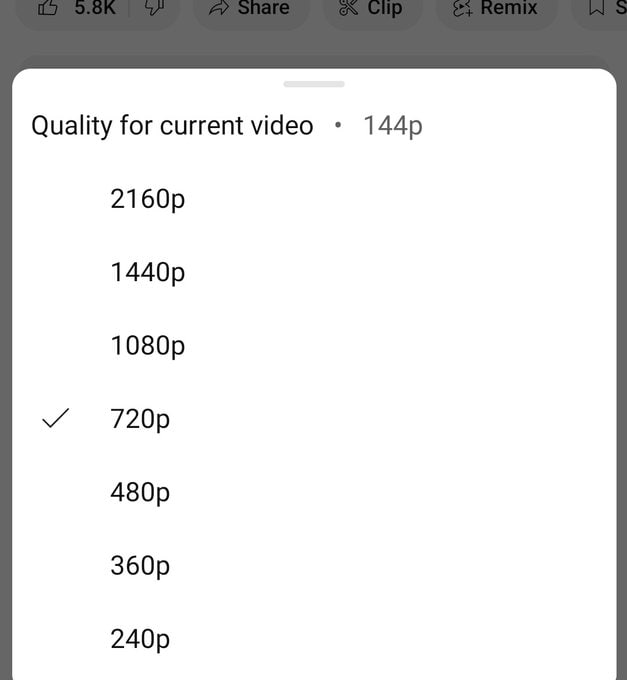 5.8K Share Clip Remix S
Quality for current video • 144p
2160p
1440p
1080p
720p
480p
360p
240p